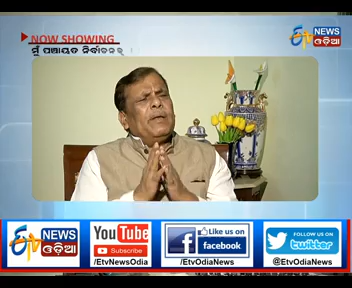 NOW SHOWING
ମୁଁ ପଞ୍ଚାୟତ ନିର୍ବାଚନର
etv NEWS
ଓଡ଼ିଆ
etv NEWS
ଓଡ଼ିଆ
YouTube
Subscribe
/EtvNewsOdia
Like us on
facebook
/EtvOdiaNews
FOLLOW US ON
twitter
@EtvOdiaNews